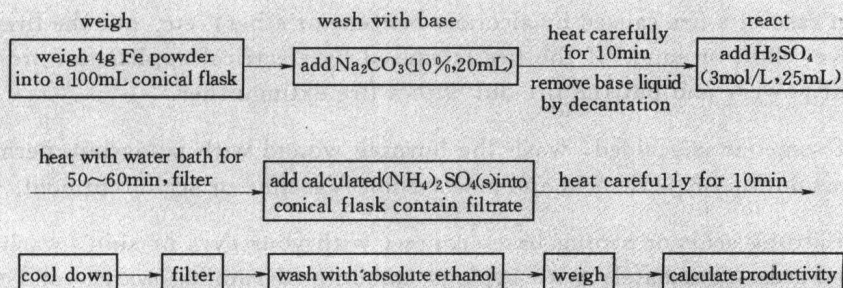 weigh
weigh 4g Fe powder
into a 100mL conical flask
wash with base
add Na₂CO₃(10%,20mL)
heat carefully
for 10min
remove base liquid
by decantation
react
add H₂SO₄
(3mol/L,25mL)
heat with water bath for
50~60min,filter
add calculated(NH₄)₂SO₄(s)into
conical flask contain filtrate
heat carefully for 10min
cool down
filter
wash with absolute ethanol
weigh
calculate productivity